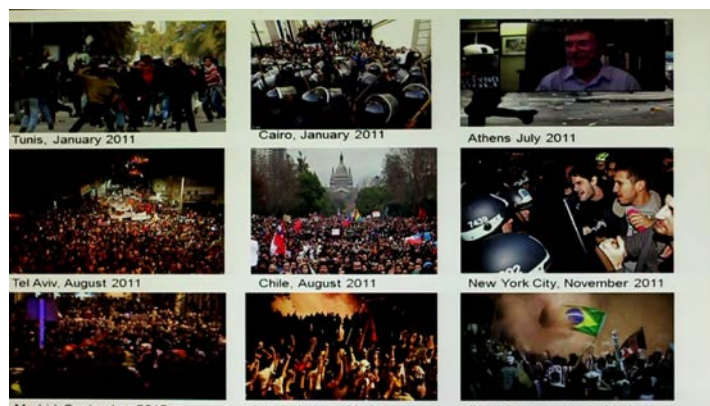 Tunis, January 2011
Cairo, January 2011
Athens July 2011
Tel Aviv, August 2011
Chile, August 2011
New York City, November 2011
7439